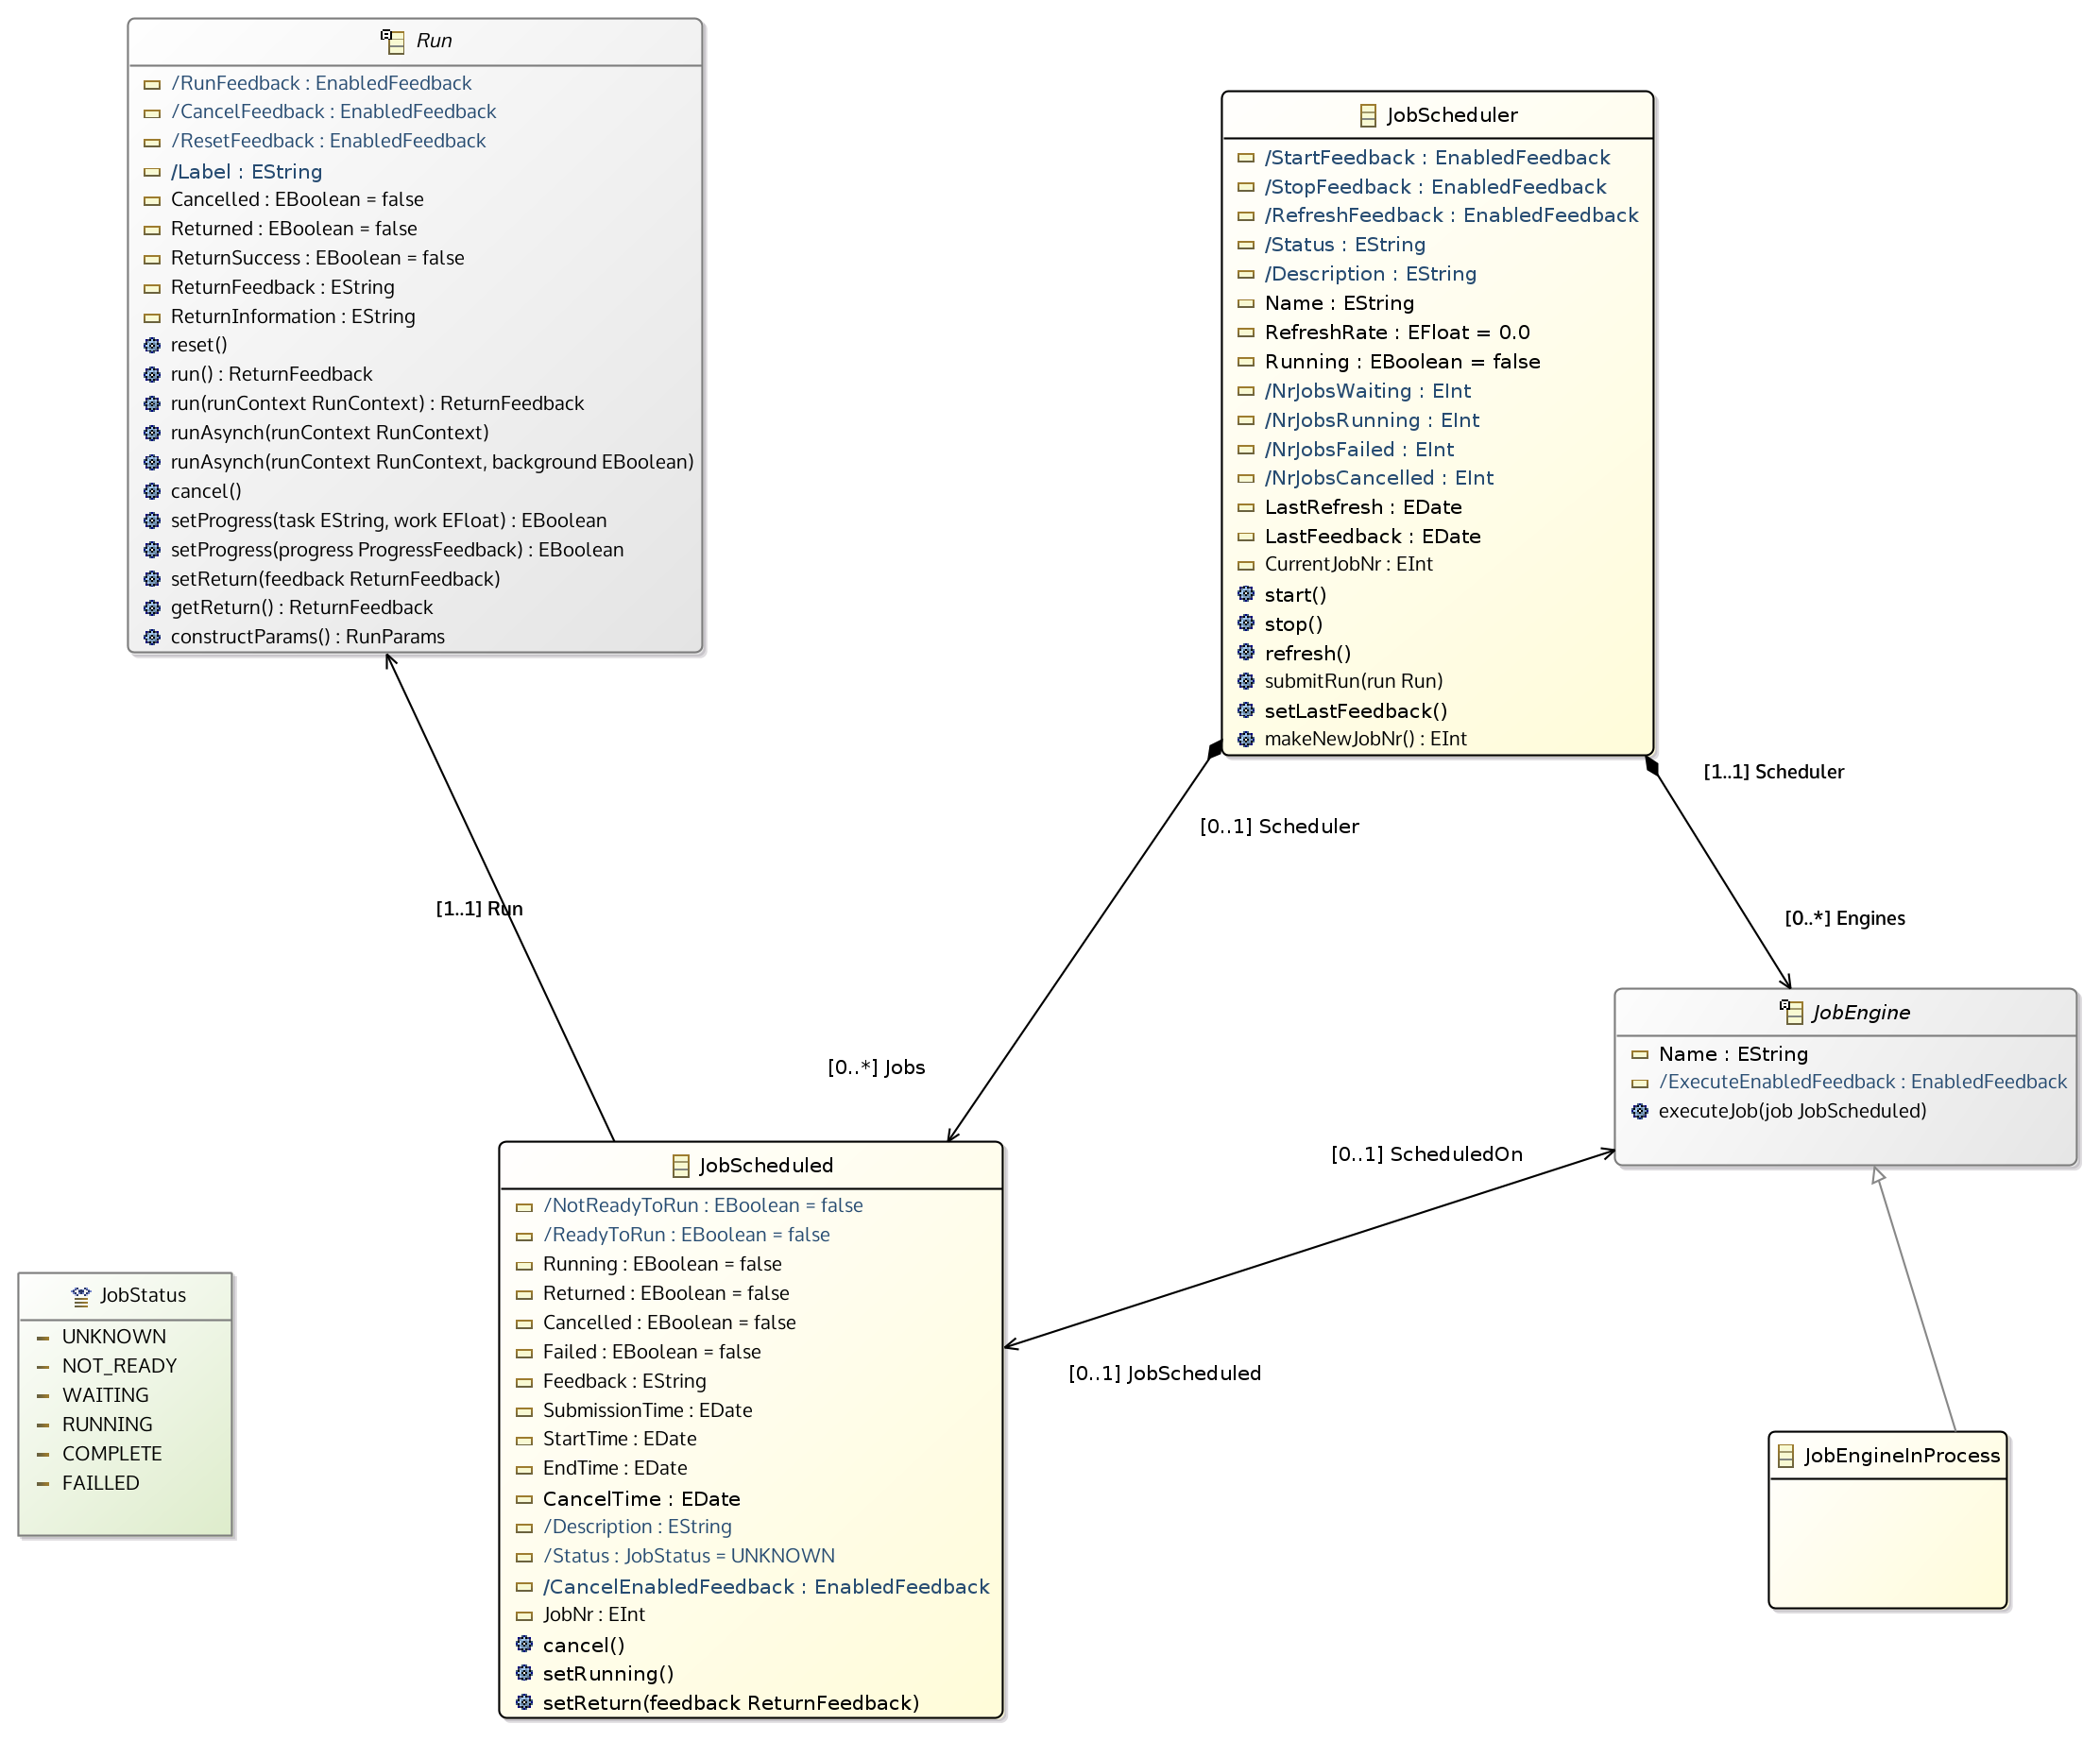 Run
/RunFeedback : EnabledFeedback
/CancelFeedback : EnabledFeedback
/ResetFeedback : EnabledFeedback
/Label : EString
Cancelled : EBoolean = false
Returned : EBoolean = false
ReturnSuccess : EBoolean = false
ReturnFeedback : EString
ReturnInformation : EString
reset()
run() : ReturnFeedback
run(runContext RunContext) : ReturnFeedback
runAsynch(runContext RunContext)
runAsynch(runContext RunContext, background EBoolean)
cancel()
setProgress(task EString, work EFloat) : EBoolean
setProgress(progress ProgressFeedback) : EBoolean
setReturn(feedback ReturnFeedback)
getReturn() : ReturnFeedback
constructParams() : RunParams
JobScheduler
/StartFeedback : EnabledFeedback
/StopFeedback : EnabledFeedback
/RefreshFeedback : EnabledFeedback
/Status : EString
/Description : EString
Name : EString
RefreshRate : EFloat = 0.0
Running : EBoolean = false
/NrJobsWaiting : EInt
/NrJobsRunning : EInt
/NrJobsFailed : EInt
/NrJobsCancelled : EInt
LastRefresh : EDate
LastFeedback : EDate
CurrentJobNr : EInt
start()
stop()
refresh()
submitRun(run Run)
setLastFeedback()
makeNewJobNr() : EInt
[1..1] Scheduler
[0..1] Scheduler
[1..1] Run
[0..*] Engines
[0..*] Jobs
JobEngine
Name : EString
/ExecuteEnabledFeedback : EnabledFeedback
executeJob(job JobScheduled)
[0..1] ScheduledOn
[0..1] JobScheduled
JobScheduled
/NotReadyToRun : EBoolean = false
/ReadyToRun : EBoolean = false
Running : EBoolean = false
Returned : EBoolean = false
Cancelled : EBoolean = false
Failed : EBoolean = false
Feedback : EString
SubmissionTime : EDate
StartTime : EDate
EndTime : EDate
CancelTime : EDate
/Description : EString
/Status : JobStatus = UNKNOWN
/CancelEnabledFeedback : EnabledFeedback
JobNr : EInt
cancel()
setRunning()
setReturn(feedback ReturnFeedback)
JobStatus
UNKNOWN
NOT_READY
WAITING
RUNNING
COMPLETE
FAILLED
JobEngineInProcess